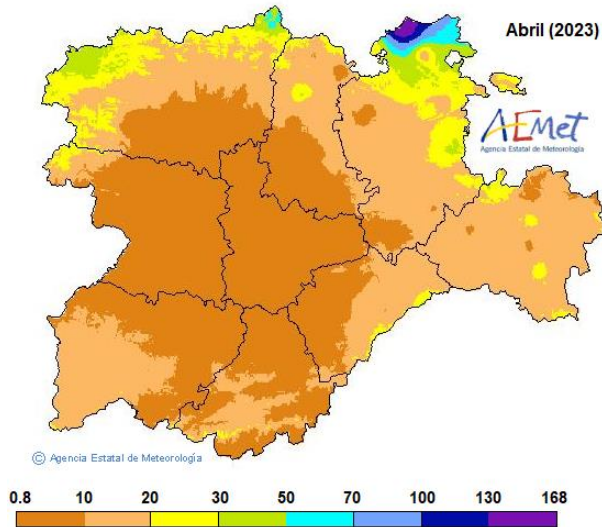 Abril (2023)
AEMet
Agencia Estatal de Meteorología
© Agencia Estatal de Meteorología
0.8 10 20 30 50 70 100 130 168